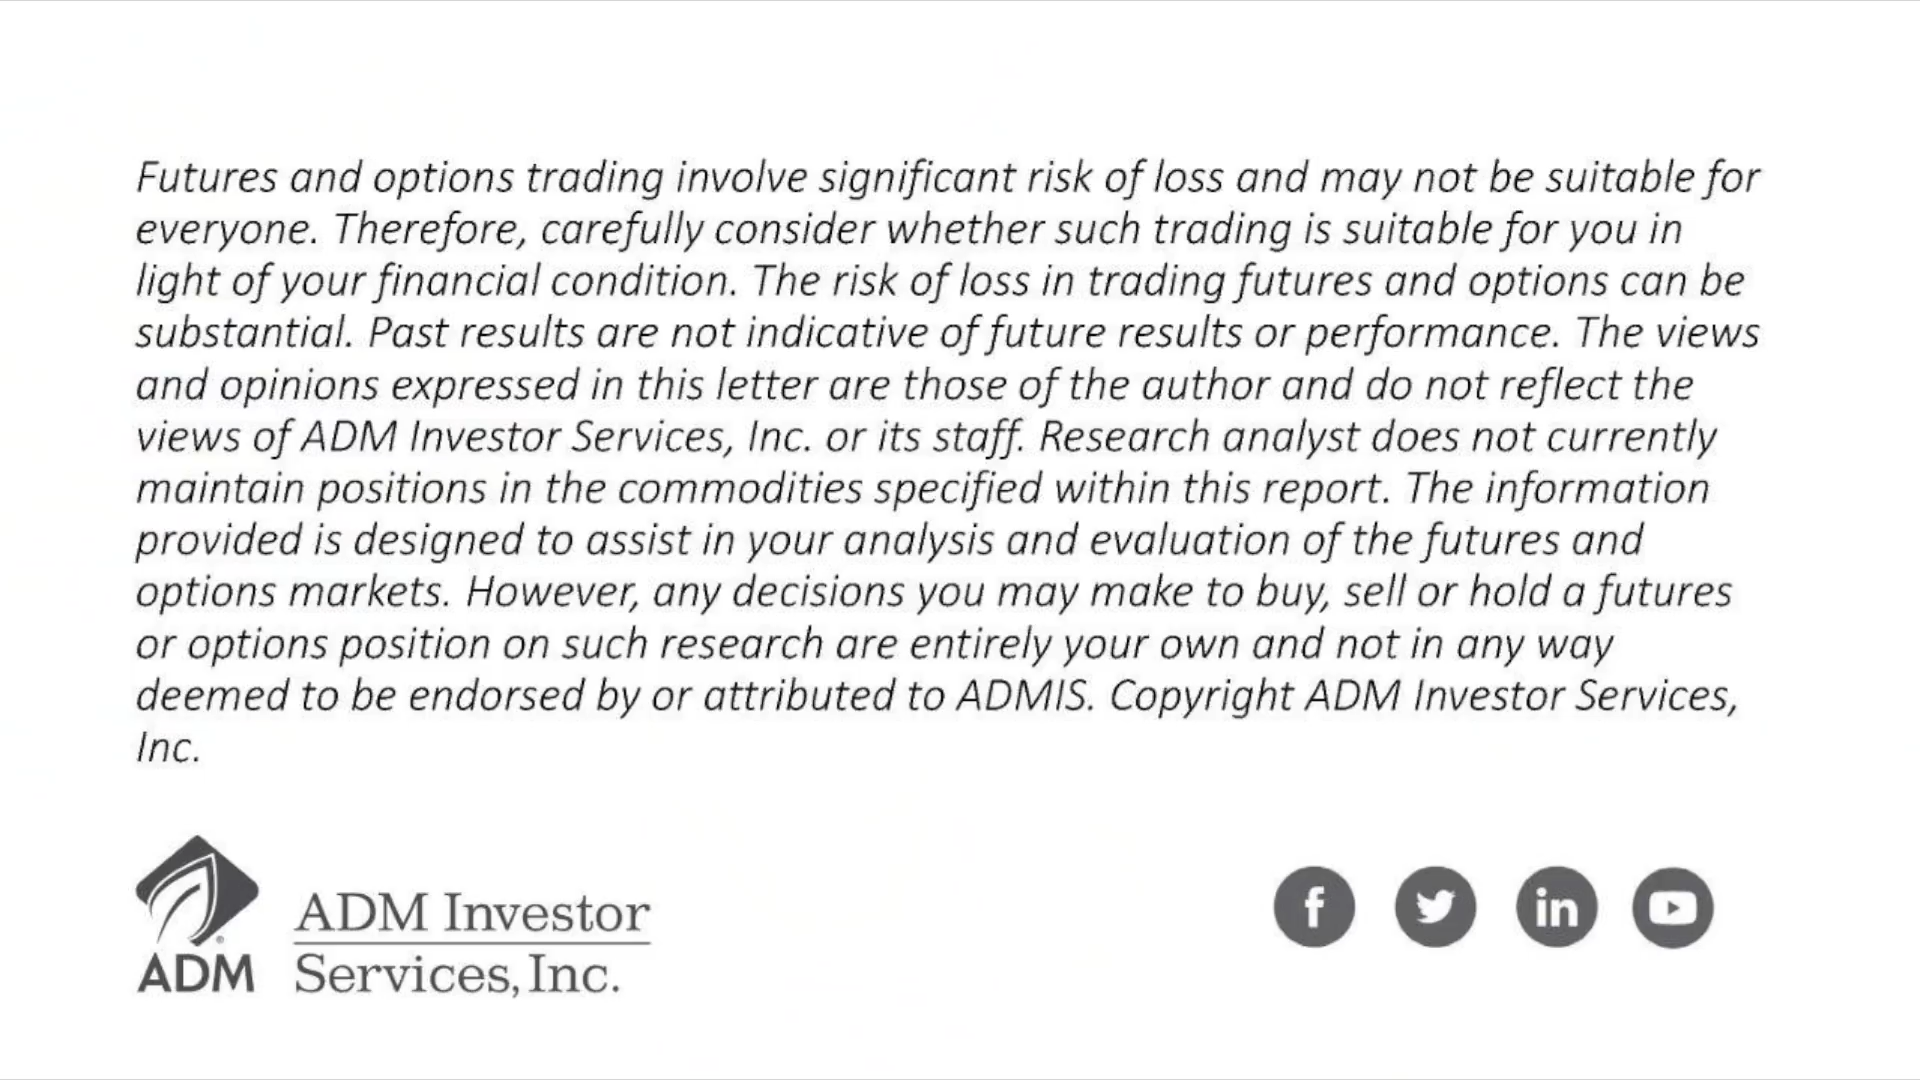 Futures and options trading involve significant risk of loss and may not be suitable for
everyone. Therefore, carefully consider whether such trading is suitable for you in
light of your financial condition. The risk of loss in trading futures and options can be
substantial. Past results are not indicative of future results or performance. The views
and opinions expressed in this letter are those of the author and do not reflect the
views of ADM Investor Services, Inc. or its staff. Research analyst does not currently
maintain positions in the commodities specified within this report. The information
provided is designed to assist in your analysis and evaluation of the futures and
options markets. However, any decisions you may make to buy, sell or hold a futures
or options position on such research are entirely your own and not in any way
deemed to be endorsed by or attributed to ADMIS. Copyright ADM Investor Services,
Inc.
ADM
ADM Investor
Services, Inc.
f
in